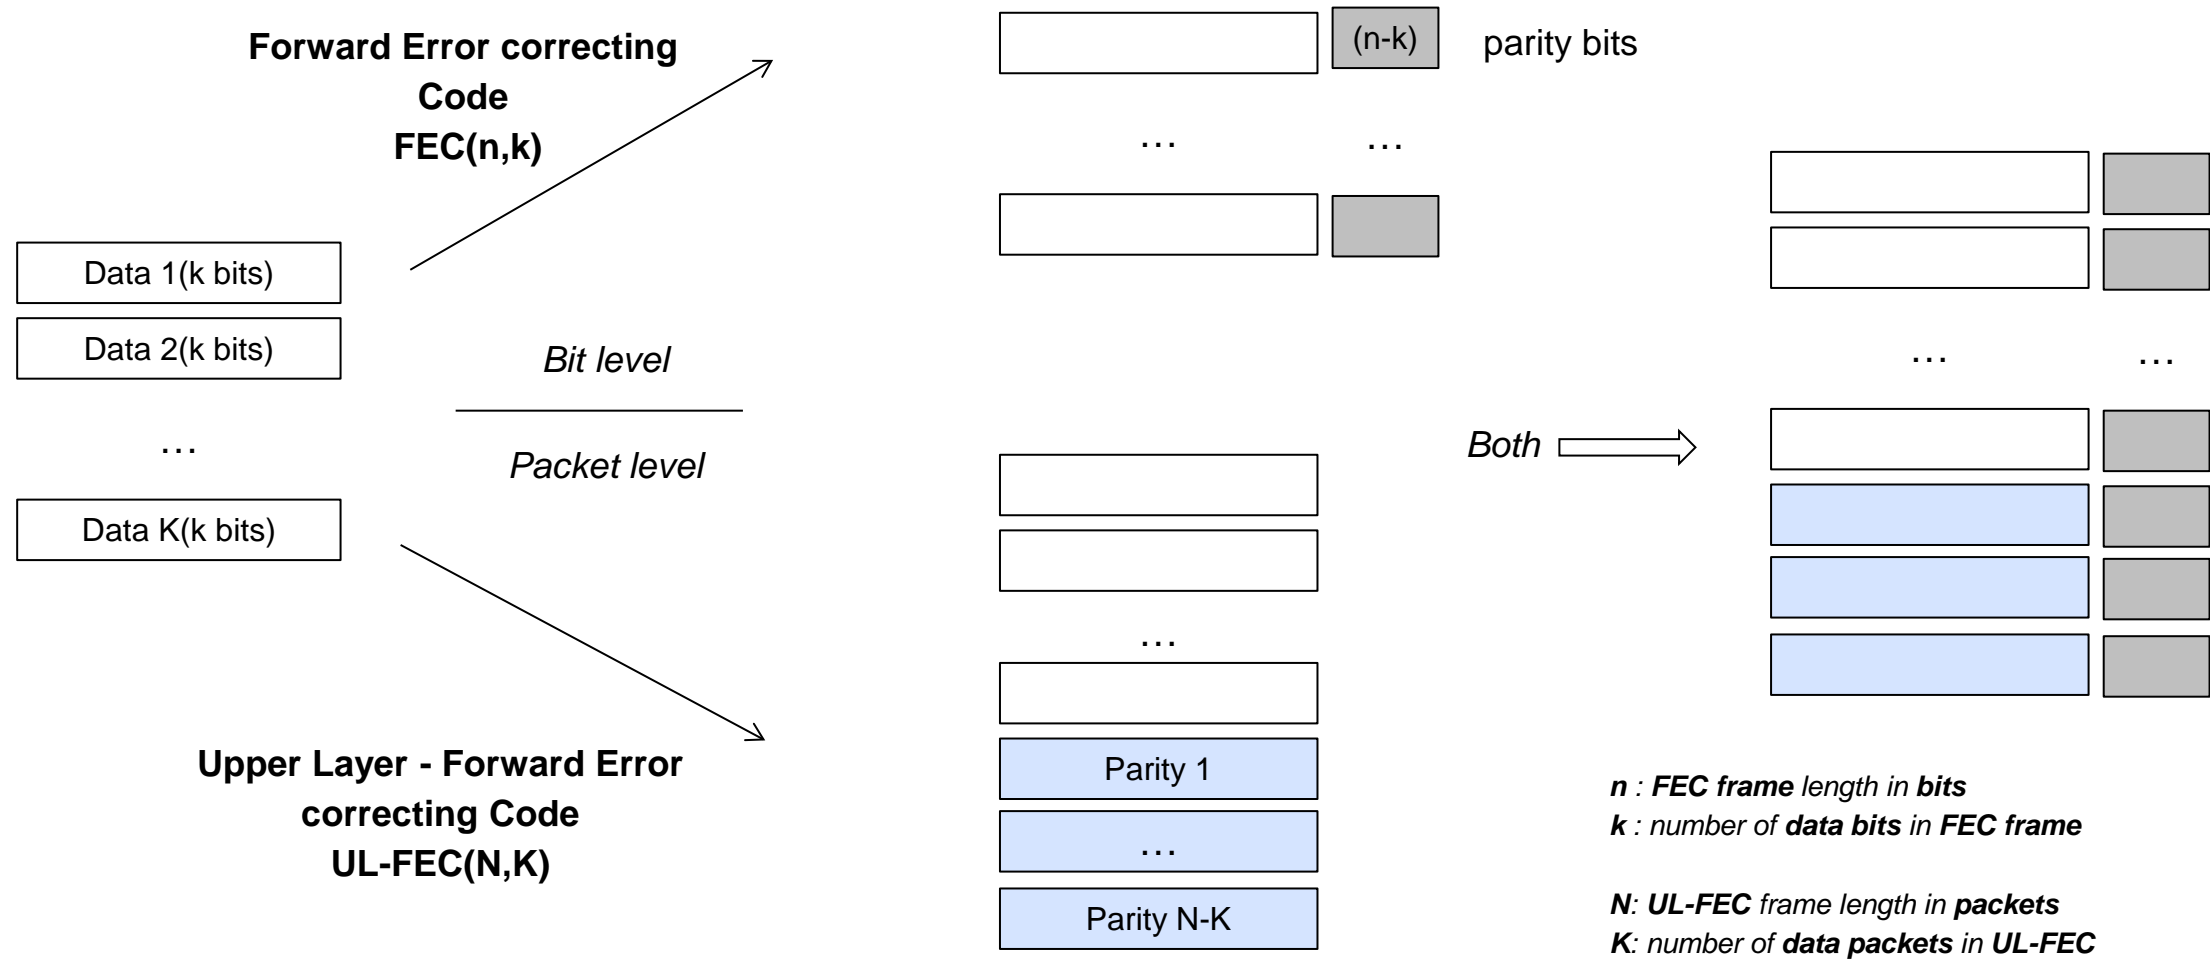 Forward Error correcting
Code
FEC(n,k)
(n-k)
parity bits
…
…
Data 1(k bits)
Data 2(k bits)
…
Data K(k bits)
Bit level
Packet level
…
Parity 1
…
Parity N-K
Upper Layer - Forward Error
correcting Code
UL-FEC(N,K)
Both
…
…
n : FEC frame length in bits
k : number of data bits in FEC frame
N: UL-FEC frame length in packets
K: number of data packets in UL-FEC